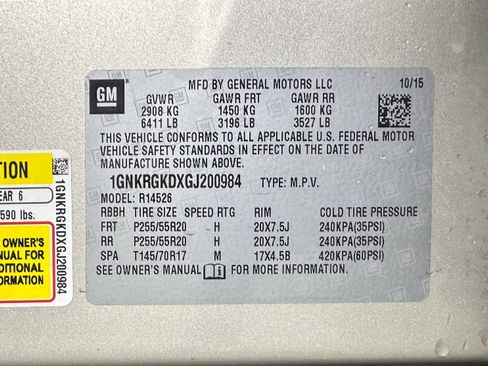 GM
MFD BY GENERAL MOTORS LLC 10/15
GVWR GAWR FRT GAWR RR
2908 KG 1450 KG 1600 KG
6411 LB 3196 LB 3527 LB
THIS VEHICLE CONFORMS TO ALL APPLICABLE U.S. FEDERAL MOTOR
VEHICLE SAFETY STANDARDS IN EFFECT ON THE DATE OF
MANUFACTURE SHOWN ABOVE.
1GNKRGKDXGJ200984 TYPE: M.P.V.
MODEL: R14526
RBBH TIRE SIZE SPEED RTG RIM COLD TIRE PRESSURE
FRT P255/55R20 H 20X7.5J 240KPA(35PSI)
RR P255/55R20 H 20X7.5J 240KPA(35PSI)
SPA T145/70R17 M 17X4.5B 420KPA(60PSI)
SEE OWNER'S MANUAL FOR MORE INFORMATION
TION
EAR 6
590 lbs.
OWNER'S
ANUAL FOR
DITIONAL
ORMATION
1GNKRGKDXGJ200984